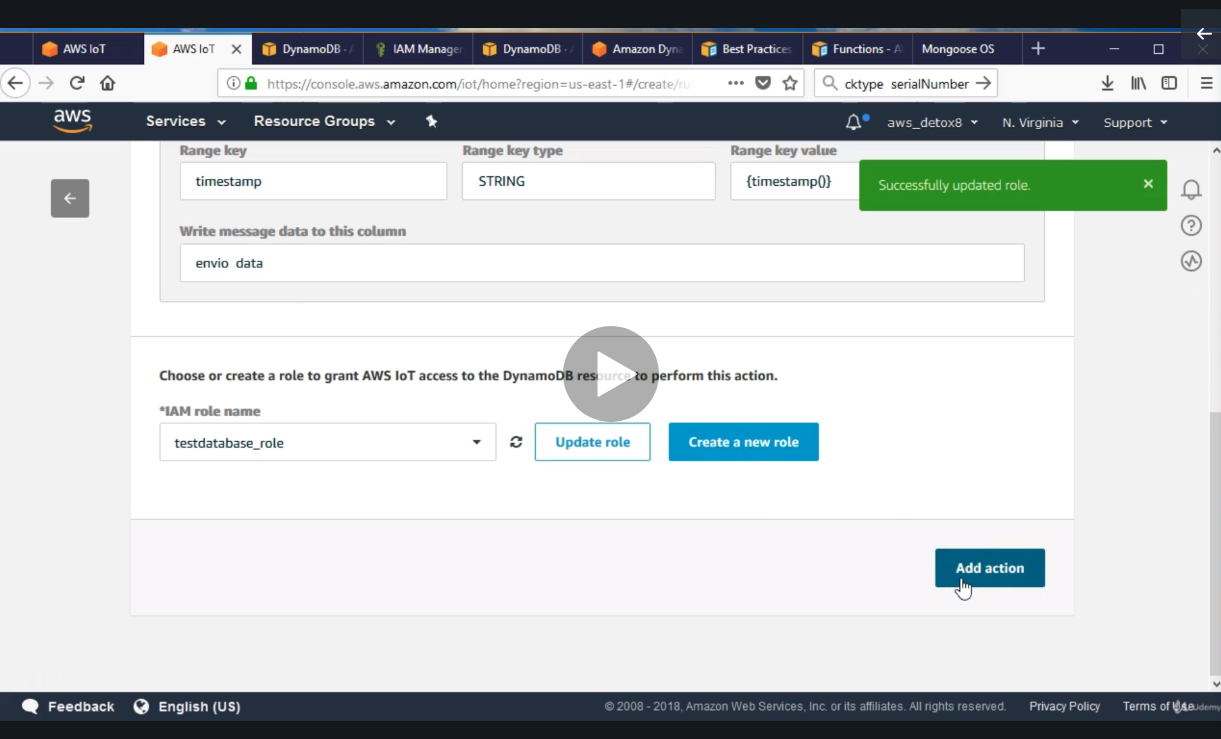 AWS IoT AWS IoT DynamoDB - IAM Manager DynamoDB - Amazon Dyna Best Practices Functions - A Mongoose OS
https://console.aws.amazon.com/iot/home?region=us-east-1#/create/ru cktype serialNumber
aws Services Resource Groups aws_detox8 N. Virginia Support
Range key Range key type Range key value
timestamp STRING {timestamp()}
Successfully updated role.
Write message data to this column
envio data
Choose or create a role to grant AWS IoT access to the DynamoDB resource to perform this action.
*IAM role name
testdatabase_role Update role Create a new role
Add action
Feedback English (US) © 2008 - 2018, Amazon Web Services, Inc. or its affiliates. All rights reserved. Privacy Policy Terms of Use
Udemy